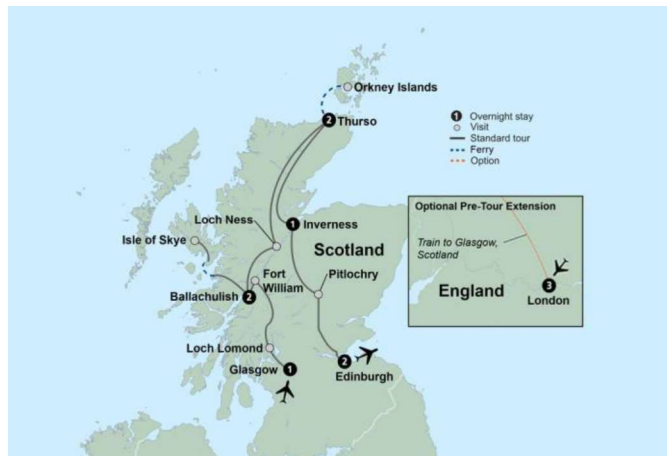 Orkney Islands
2
Thurso
1 Overnight stay
Visit
Standard tour
Ferry
Option
Loch Ness
1 Inverness
Isle of Skye
Scotland
Fort
William
Pitlochry
Ballachulish 2
Loch Lomond
Glasgow 1
2
Edinburgh
Optional Pre-Tour Extension
Train to Glasgow,
Scotland
England
3
London